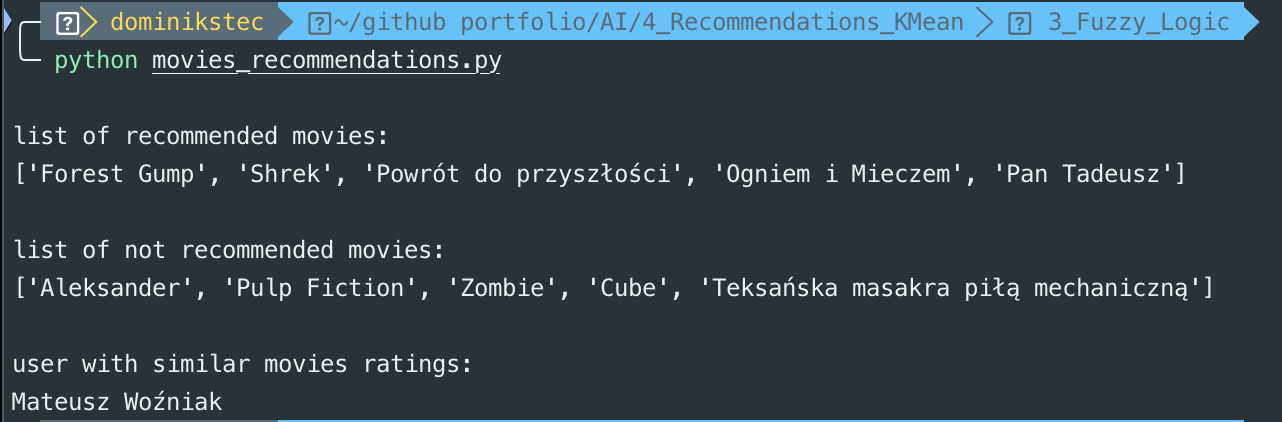 dominikstec ~/github portfolio/AI/4_Recommendations_KMean 3_Fuzzy_Logic
python movies_recommendations.py
list of recommended movies:
['Forest Gump', 'Shrek', 'Powrót do przyszłości', 'Ogniem i Mieczem', 'Pan Tadeusz']
list of not recommended movies:
['Aleksander', 'Pulp Fiction', 'Zombie', 'Cube', 'Teksańska masakra piłą mechaniczną']
user with similar movies ratings:
Mateusz Woźniak